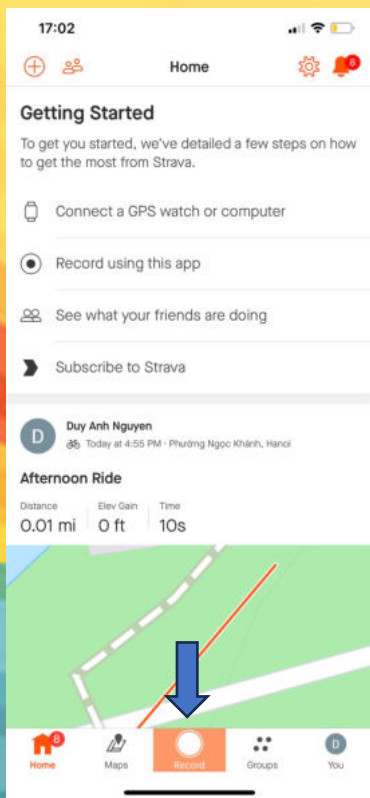 17:02
Home
8
Getting Started
To get you started, we've detailed a few steps on how
to get the most from Strava.
Connect a GPS watch or computer
Record using this app
See what your friends are doing
Subscribe to Strava
D
Duy Anh Nguyen
Today at 4:55 PM · Phường Ngọc Khánh, Hanoi
Afternoon Ride
Distance Elev Gain Time
0.01 mi 0 ft 10s
8
D
Home Maps Record Groups You